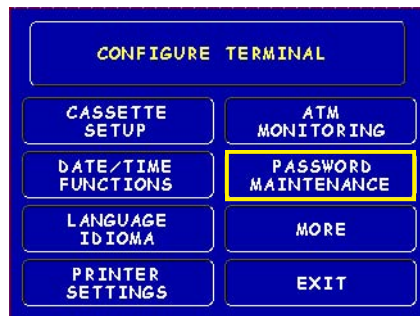 CONFIGURE TERMINAL
CASSETTE
SETUP
ATM
MONITORING
DATE/TIME
FUNCTIONS
PASSWORD
MAINTENANCE
LANGUAGE
IDIOMA
MORE
PRINTER
SETTINGS
EXIT